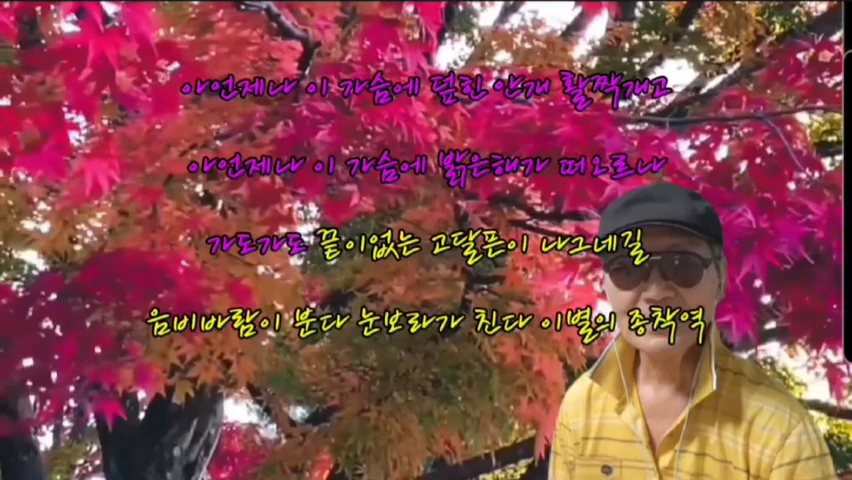 아언제나 이 가슴에 덮힌 안개 활짝개고
아언제나 이 가슴에 밝은해가 떠오르나
가도가도 끝이없는 고달픈이 나그네길
음비바람이 분다 눈보라가 친다 이별의 종착역